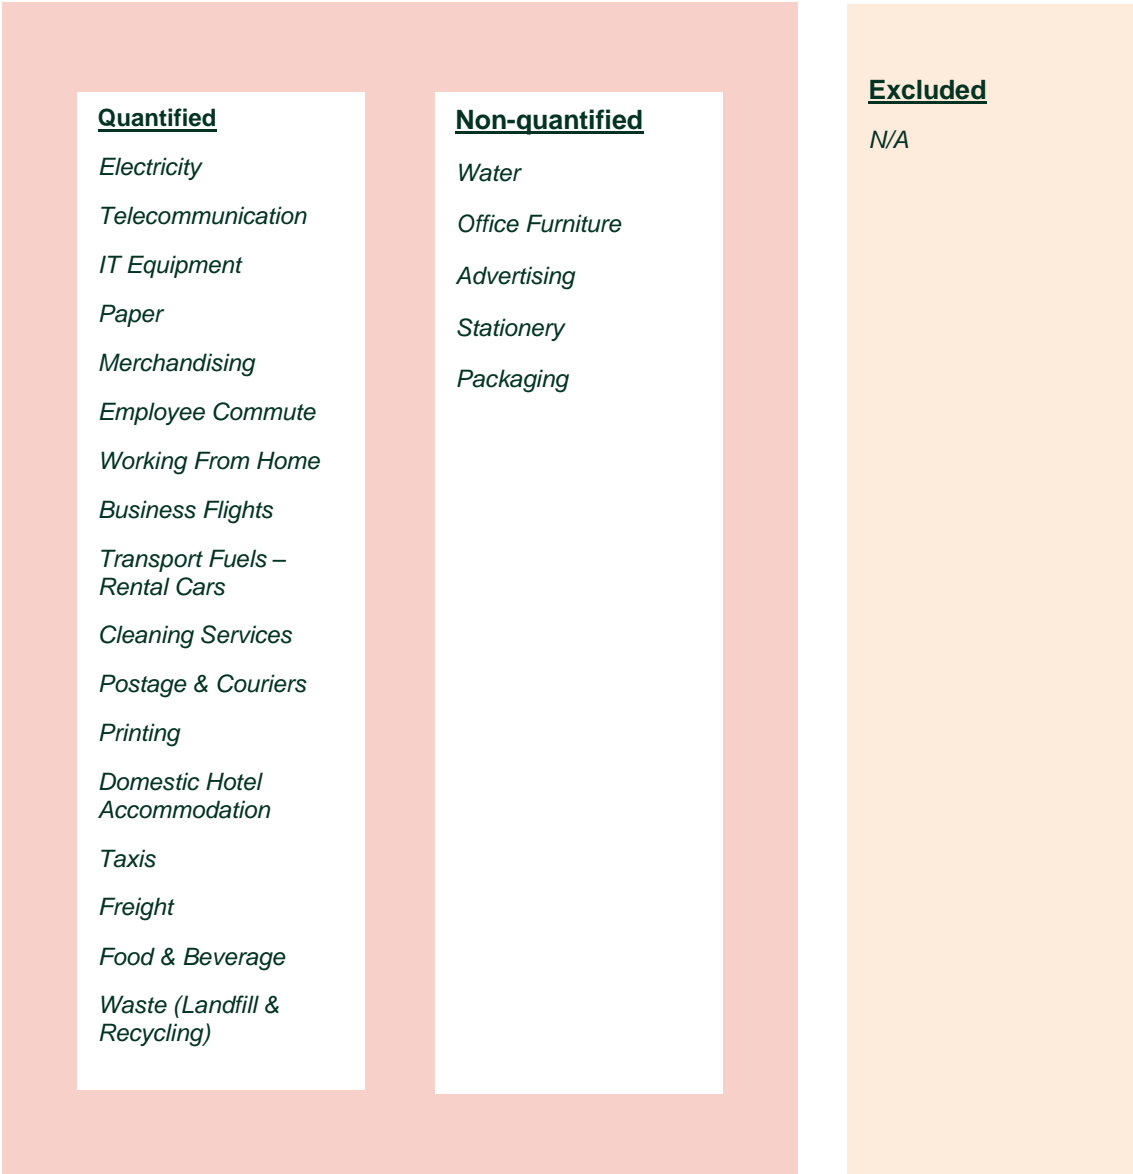 Quantified
Electricity
Telecommunication
IT Equipment
Paper
Merchandising
Employee Commute
Working From Home
Business Flights
Transport Fuels –
Rental Cars
Cleaning Services
Postage & Couriers
Printing
Domestic Hotel
Accommodation
Taxis
Freight
Food & Beverage
Waste (Landfill &
Recycling)
Non-quantified
Water
Office Furniture
Advertising
Stationery
Packaging
Excluded
N/A